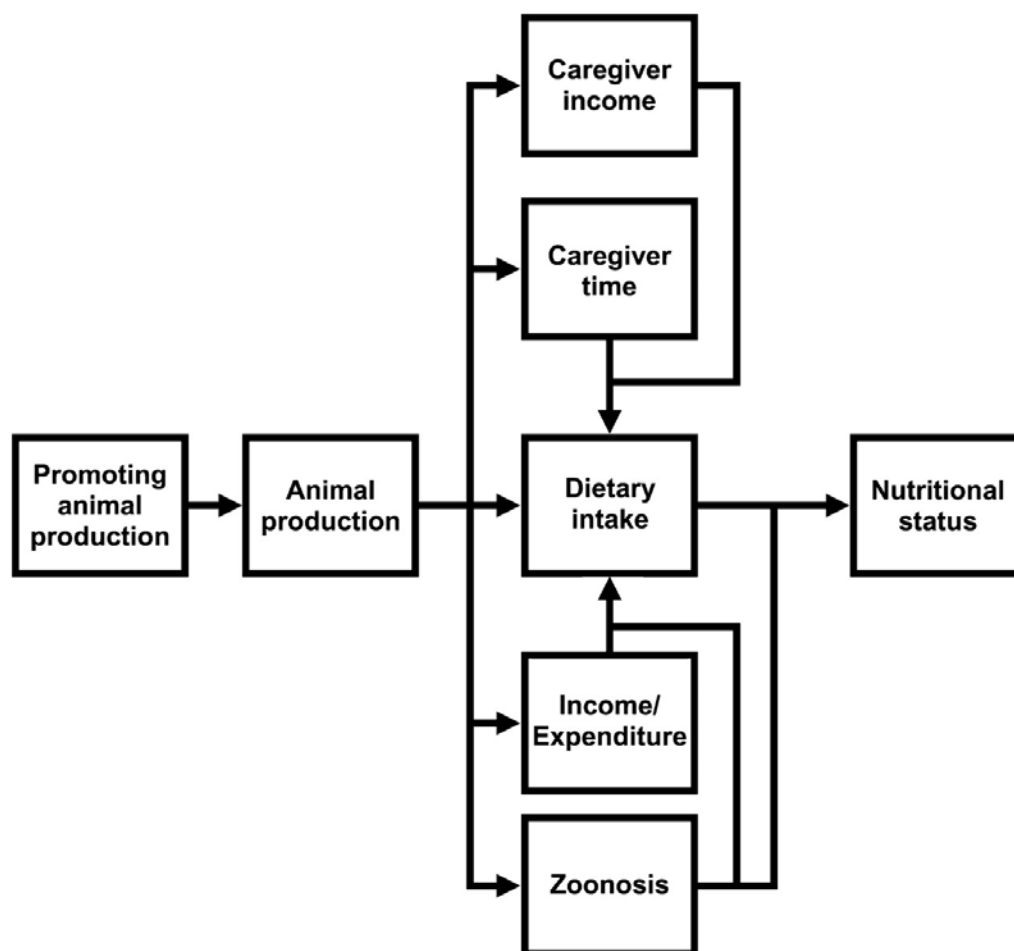 Caregiver
income
Caregiver
time
Promoting
animal
production
Animal
production
Dietary
intake
Nutritional
status
Income/
Expenditure
Zoonosis